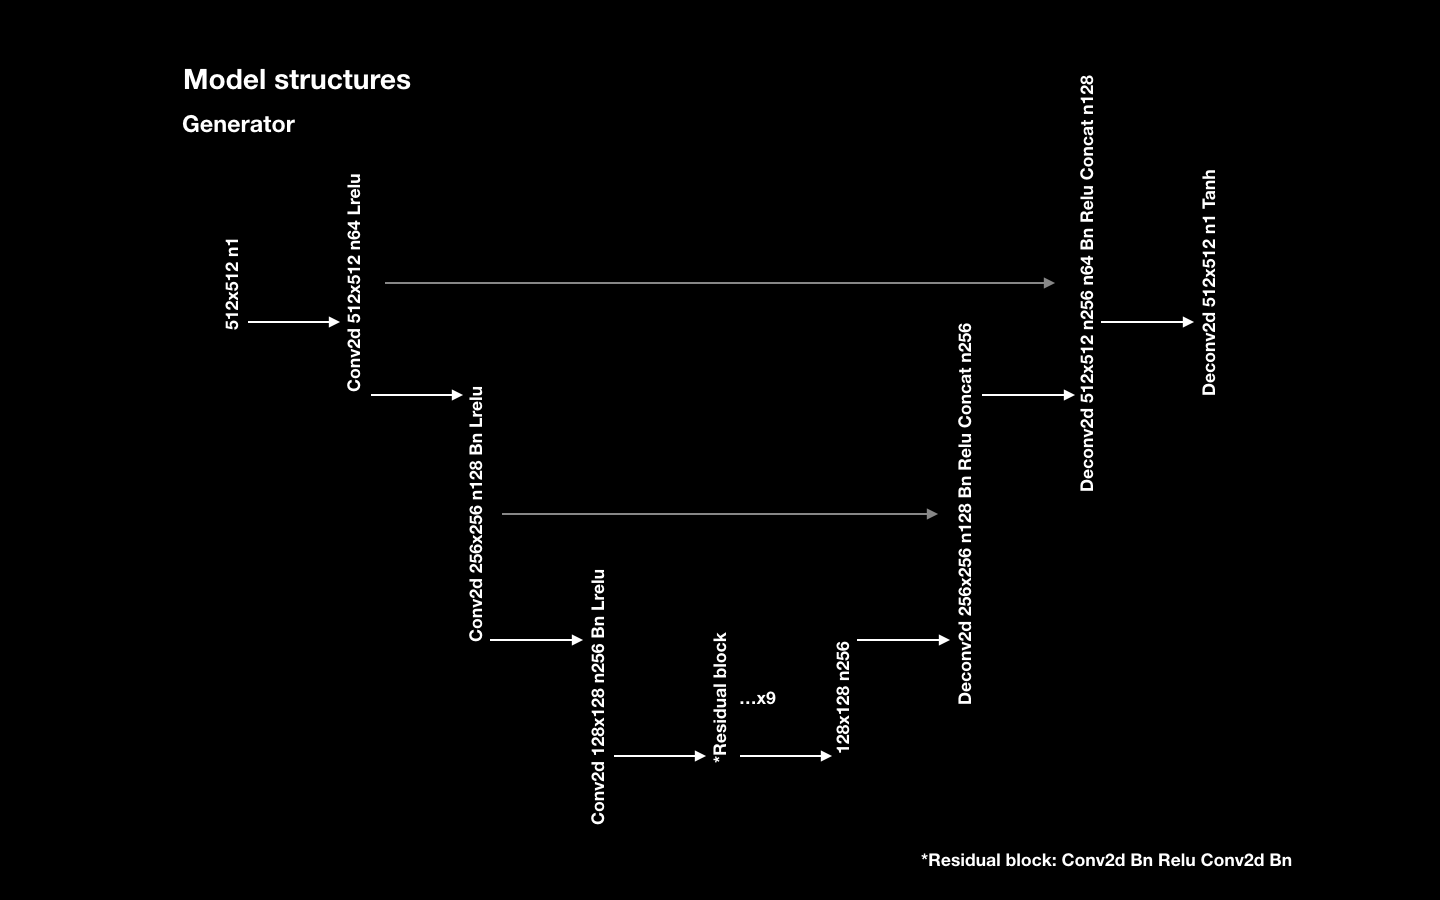 Model structures
Generator
512x512 n1
Conv2d 512x512 n64 Lrelu
Conv2d 256x256 n128 Bn Lrelu
Conv2d 128x128 n256 Bn Lrelu
*Residual block
...x9
128x128 n256
Deconv2d 256x256 n128 Bn Relu Concat n256
Deconv2d 512x512 n256 n64 Bn Relu Concat n128
Deconv2d 512x512 n1 Tanh
*Residual block: Conv2d Bn Relu Conv2d Bn